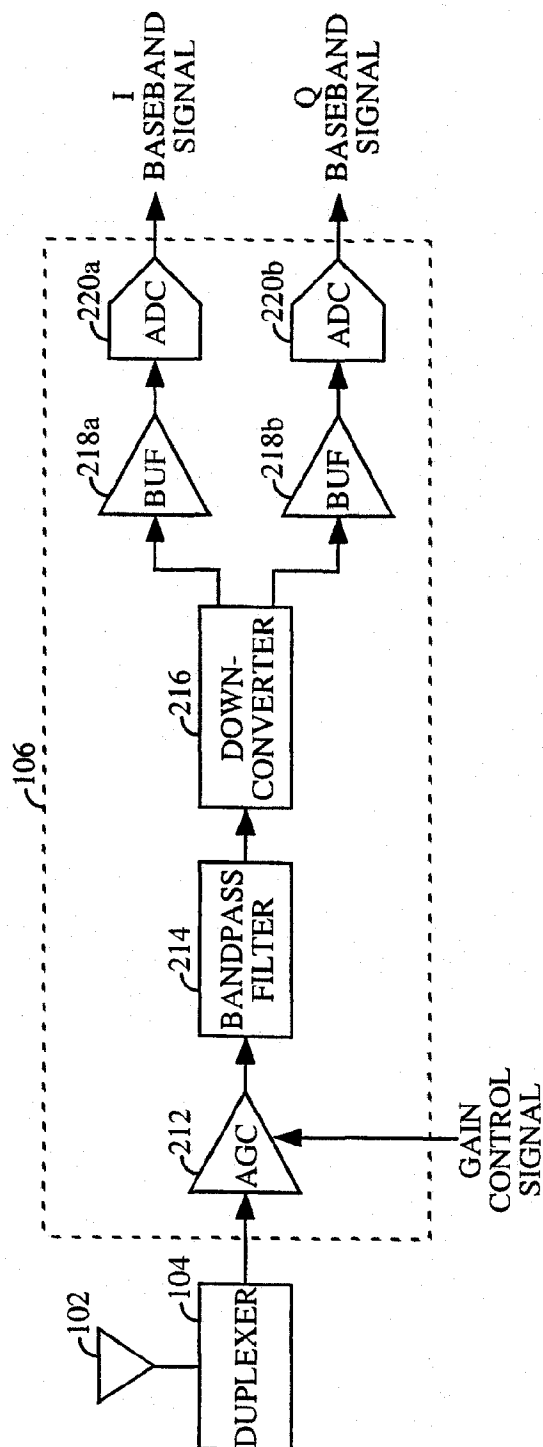 102
104
DUPLEXER
106
212
AGC
GAIN
CONTROL
SIGNAL
214
BANDPASS
FILTER
216
DOWN-
CONVERTER
218a
BUF
220a
ADC
I
BASEBAND
SIGNAL
218b
BUF
220b
ADC
Q
BASEBAND
SIGNAL